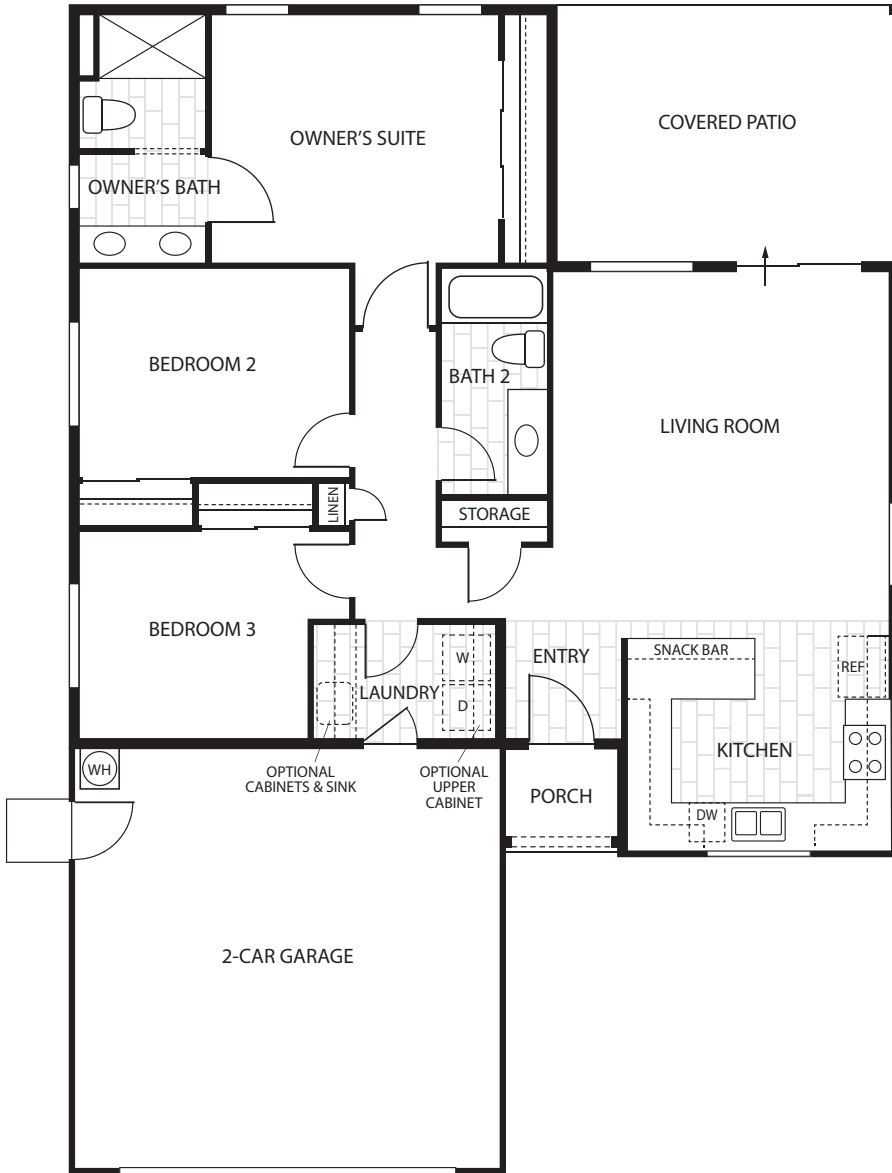 COVERED PATIO
OWNER'S SUITE
OWNER'S BATH
BEDROOM 2
BATH 2
LIVING ROOM
LINEN
STORAGE
BEDROOM 3
SNACK BAR
ENTRY
W
REF
LAUNDRY
D
KITCHEN
WH
OPTIONAL
CABINETS & SINK
OPTIONAL
UPPER
CABINET
PORCH
DW
2-CAR GARAGE